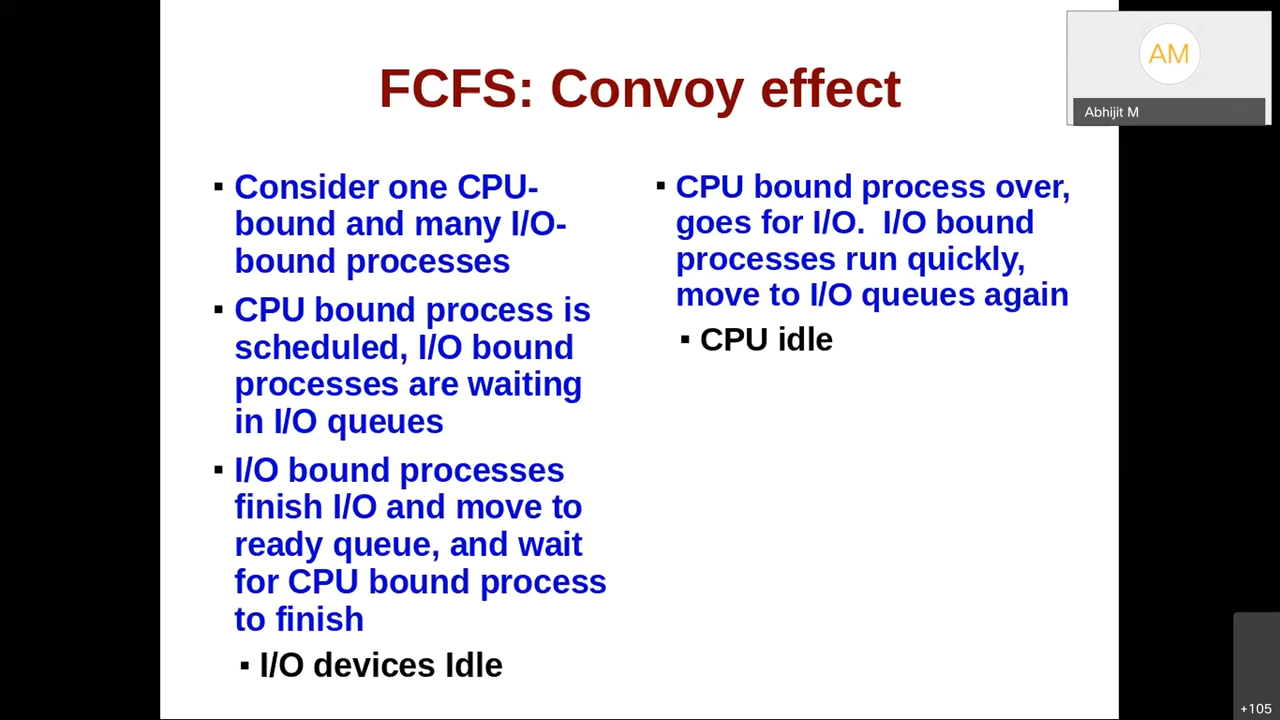 FCFS: Convoy effect
▪ Consider one CPU-
bound and many I/O-
bound processes
▪ CPU bound process is
scheduled, I/O bound
processes are waiting
in I/O queues
▪ I/O bound processes
finish I/O and move to
ready queue, and wait
for CPU bound process
to finish
▪ I/O devices Idle
▪ CPU bound process over,
goes for I/O.  I/O bound
processes run quickly,
move to I/O queues again
▪ CPU idle
AM
Abhijit M
+105